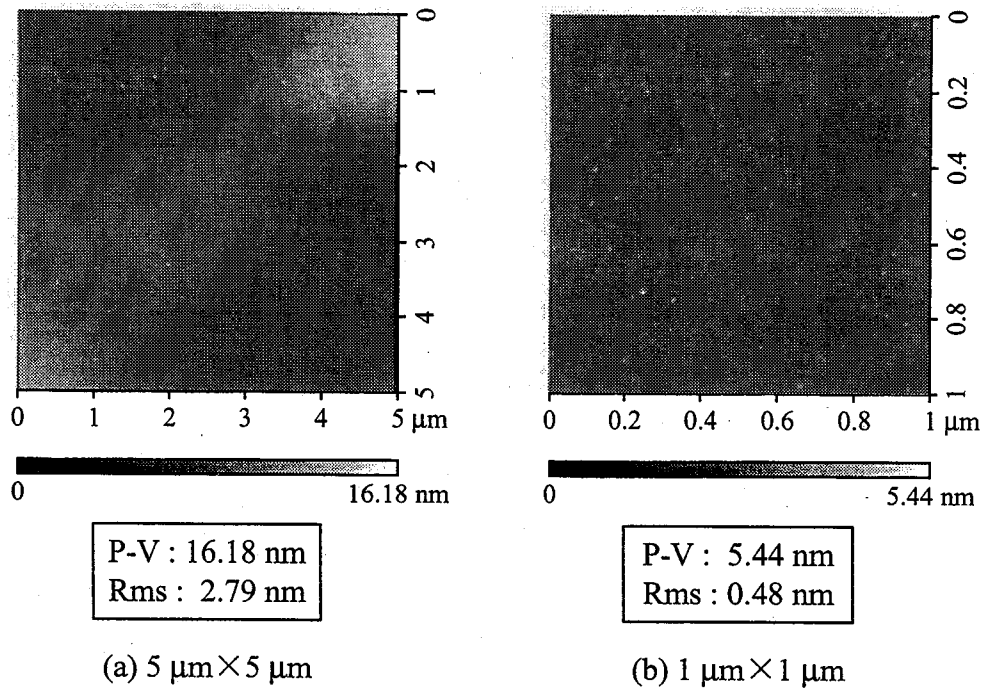 0
1
2
3
4
5
0 1 2 3 4 5 μm
0 16.18 nm
P-V : 16.18 nm
Rms : 2.79 nm
(a) 5 μm×5 μm
0
0.2
0.4
0.6
0.8
1
0 0.2 0.4 0.6 0.8 1 μm
0 5.44 nm
P-V : 5.44 nm
Rms : 0.48 nm
(b) 1 μm×1 μm